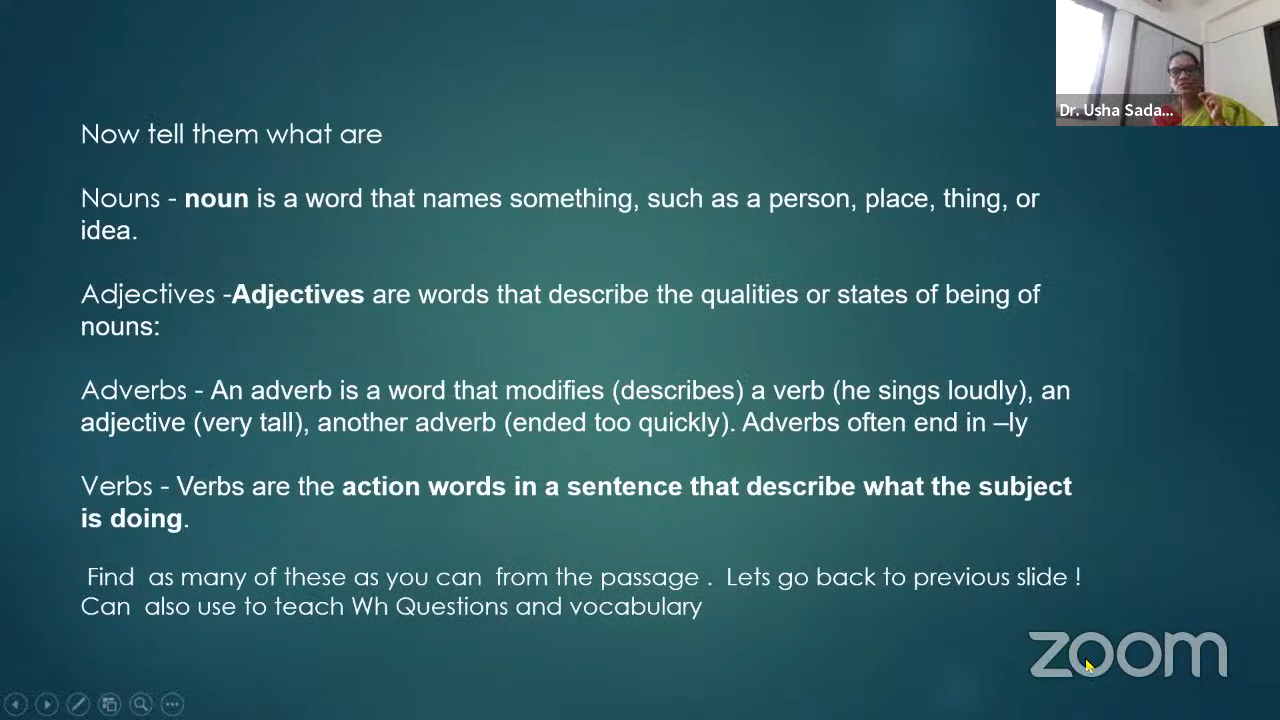 Dr. Usha Sada...
Now tell them what are
Nouns - noun is a word that names something, such as a person, place, thing, or
idea.
Adjectives -Adjectives are words that describe the qualities or states of being of
nouns:
Adverbs - An adverb is a word that modifies (describes) a verb (he sings loudly), an
adjective (very tall), another adverb (ended too quickly). Adverbs often end in –ly
Verbs - Verbs are the action words in a sentence that describe what the subject
is doing.
Find as many of these as you can from the passage . Lets go back to previous slide !
Can also use to teach Wh Questions and vocabulary
zoom